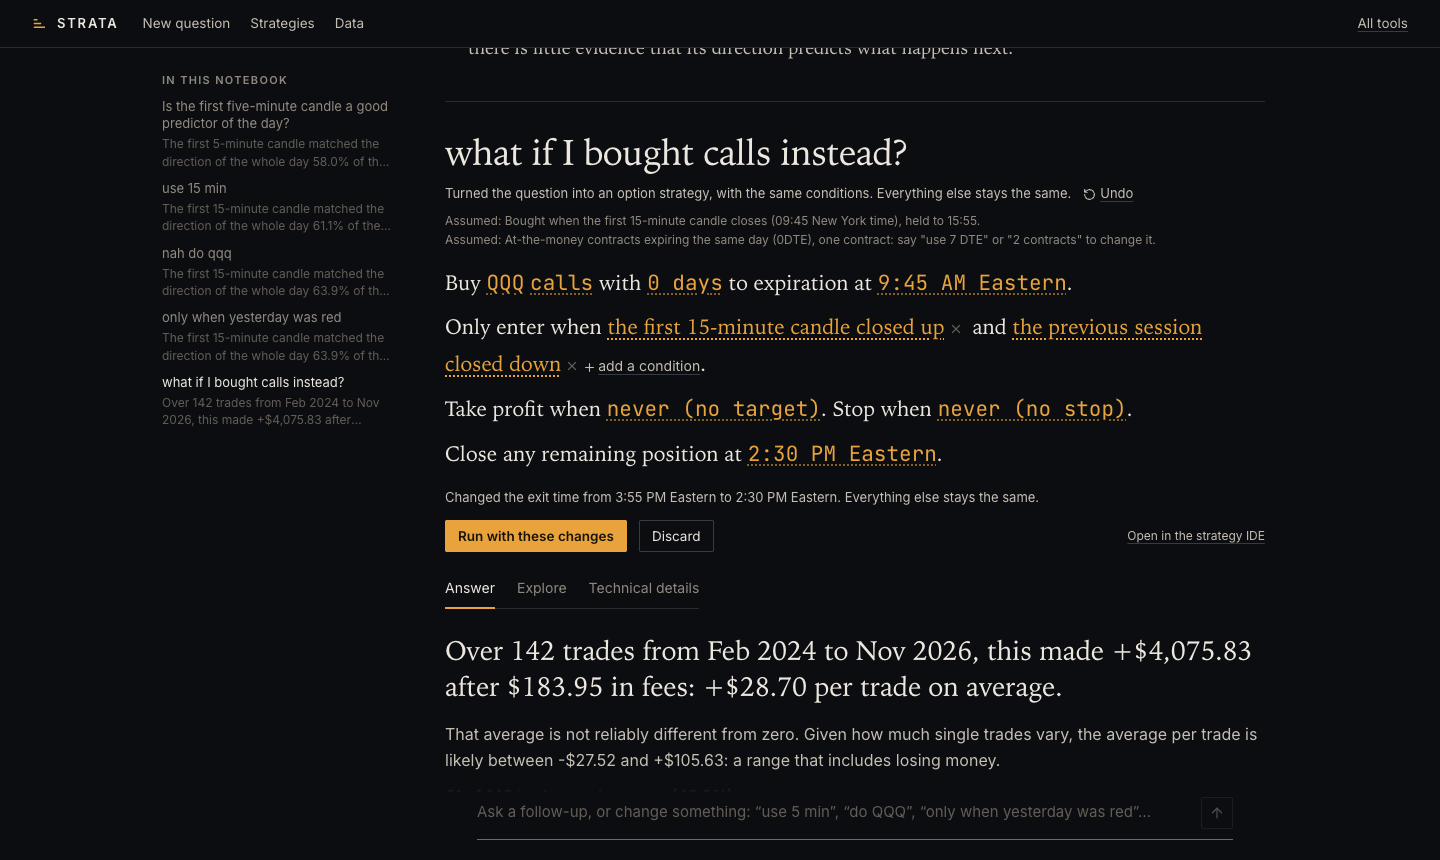 STRATA
New question
Strategies
Data
All tools
there is little evidence that its direction predicts what happens next.
IN THIS NOTEBOOK
Is the first five-minute candle a good
predictor of the day?
The first 5-minute candle matched the
direction of the whole day 58.0% of th…
use 15 min
The first 15-minute candle matched the
direction of the whole day 61.1% of the…
nah do qqq
The first 15-minute candle matched the
direction of the whole day 63.9% of th…
only when yesterday was red
The first 15-minute candle matched the
direction of the whole day 63.9% of th…
what if I bought calls instead?
Over 142 trades from Feb 2024 to Nov
2026, this made +$4,075.83 after…
what if I bought calls instead?
Turned the question into an option strategy, with the same conditions. Everything else stays the same. Undo
Assumed: Bought when the first 15-minute candle closes (09:45 New York time), held to 15:55.
Assumed: At-the-money contracts expiring the same day (0DTE), one contract: say "use 7 DTE" or "2 contracts" to change it.
Buy QQQ calls with 0 days to expiration at 9:45 AM Eastern.
Only enter when the first 15-minute candle closed up × and the previous session
closed down × + add a condition.
Take profit when never (no target). Stop when never (no stop).
Close any remaining position at 2:30 PM Eastern.
Changed the exit time from 3:55 PM Eastern to 2:30 PM Eastern. Everything else stays the same.
Run with these changes
Discard
Open in the strategy IDE
Answer
Explore
Technical details
Over 142 trades from Feb 2024 to Nov 2026, this made +$4,075.83
after $183.95 in fees: +$28.70 per trade on average.
That average is not reliably different from zero. Given how much single trades vary, the average per trade is
likely between -$27.52 and +$105.63: a range that includes losing money.
Ask a follow-up, or change something: “use 5 min”, “do QQQ”, “only when yesterday was red”…